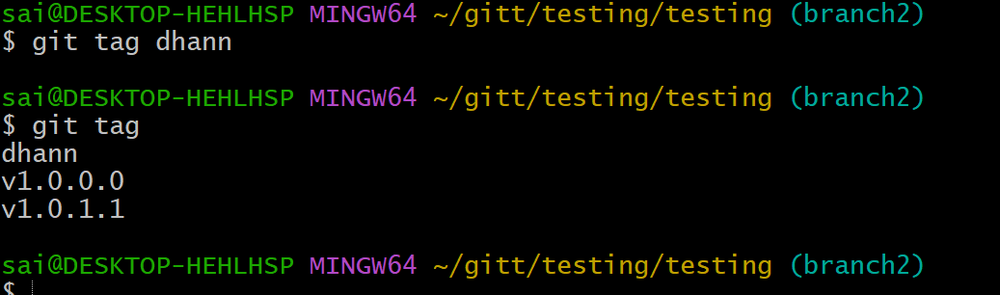 sai@DESKTOP-HEHLHSP MINGW64 ~/gitt/testing/testing (branch2)
$ git tag dhann
sai@DESKTOP-HEHLHSP MINGW64 ~/gitt/testing/testing (branch2)
$ git tag
dhann
v1.0.0.0
v1.0.1.1
sai@DESKTOP-HEHLHSP MINGW64 ~/gitt/testing/testing (branch2)
$